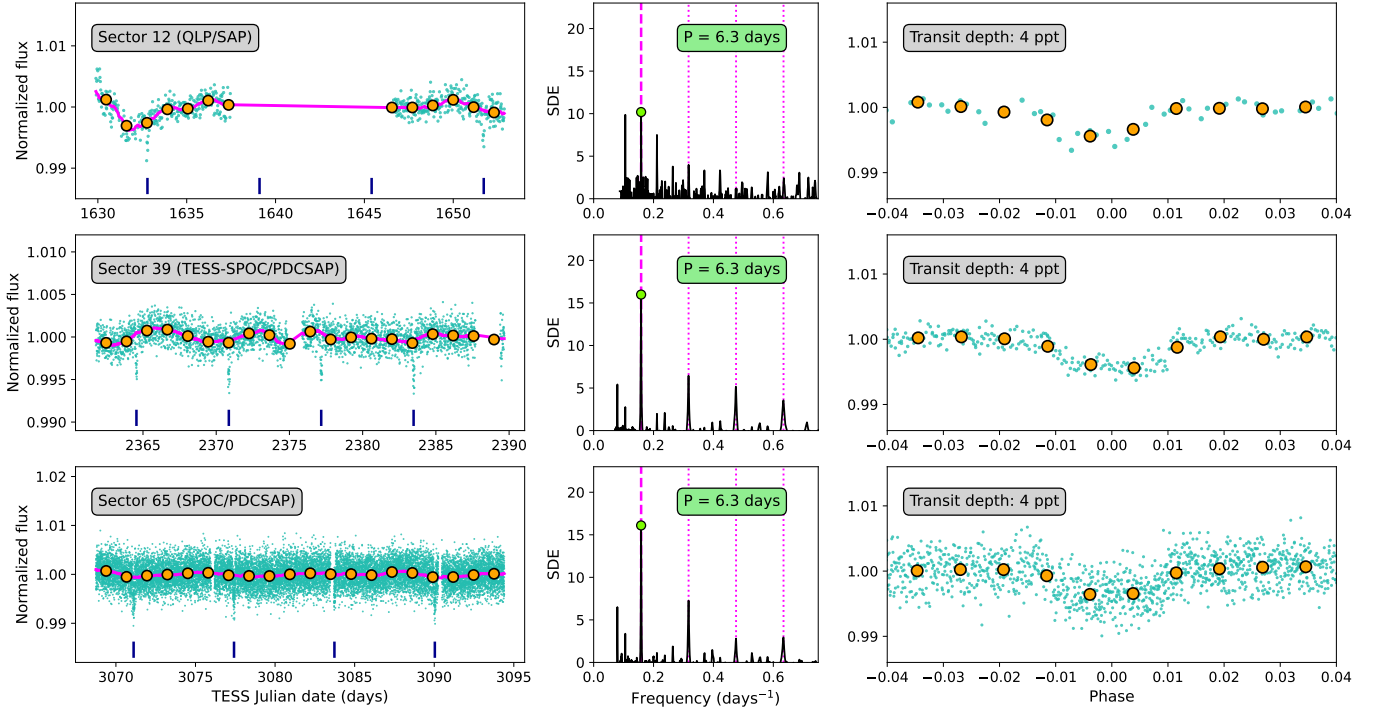 Sector 12 (QLP/SAP)
P = 6.3 days
Transit depth: 4 ppt
Normalized flux
1.01
1.00
0.99
1630 1635 1640 1645 1650
SDE
20
15
10
5
0
0.0 0.2 0.4 0.6
1.01
1.00
0.99
−0.04 −0.03 −0.02 −0.01 0.00 0.01 0.02 0.03 0.04
Sector 39 (TESS-SPOC/PDCSAP)
P = 6.3 days
Transit depth: 4 ppt
Normalized flux
1.010
1.005
1.000
0.995
0.990
2365 2370 2375 2380 2385 2390
SDE
20
15
10
5
0
0.0 0.2 0.4 0.6
1.01
1.00
0.99
−0.04 −0.03 −0.02 −0.01 0.00 0.01 0.02 0.03 0.04
Sector 65 (SPOC/PDCSAP)
P = 6.3 days
Transit depth: 4 ppt
Normalized flux
1.02
1.01
1.00
0.99
3070 3075 3080 3085 3090 3095
TESS Julian date (days)
SDE
20
15
10
5
0
0.0 0.2 0.4 0.6
Frequency (days⁻¹)
1.01
1.00
0.99
−0.04 −0.03 −0.02 −0.01 0.00 0.01 0.02 0.03 0.04
Phase